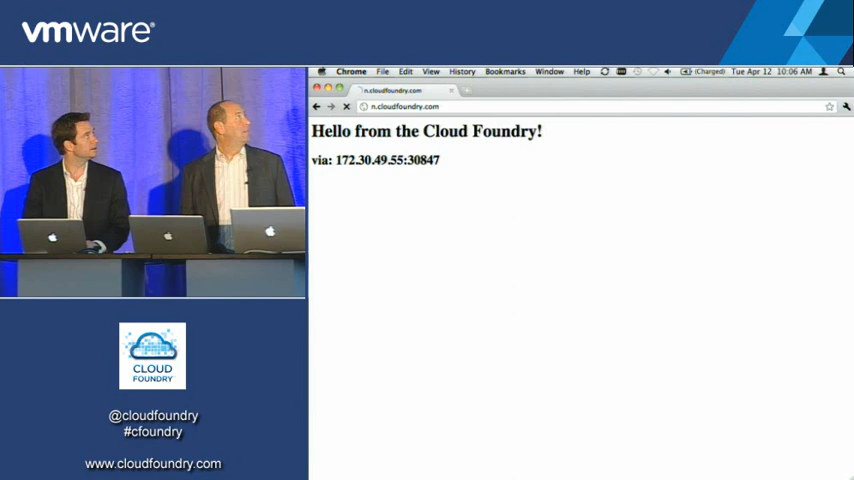 vmware®
Chrome File Edit View History Bookmarks Window Help (Charged) Tue Apr 12 10:06 AM
n.cloudfoundry.com
n.cloudfoundry.com
Hello from the Cloud Foundry!
via: 172.30.49.55:30847
CLOUD
FOUNDRY
@cloudfoundry
#cfoundry
www.cloudfoundry.com